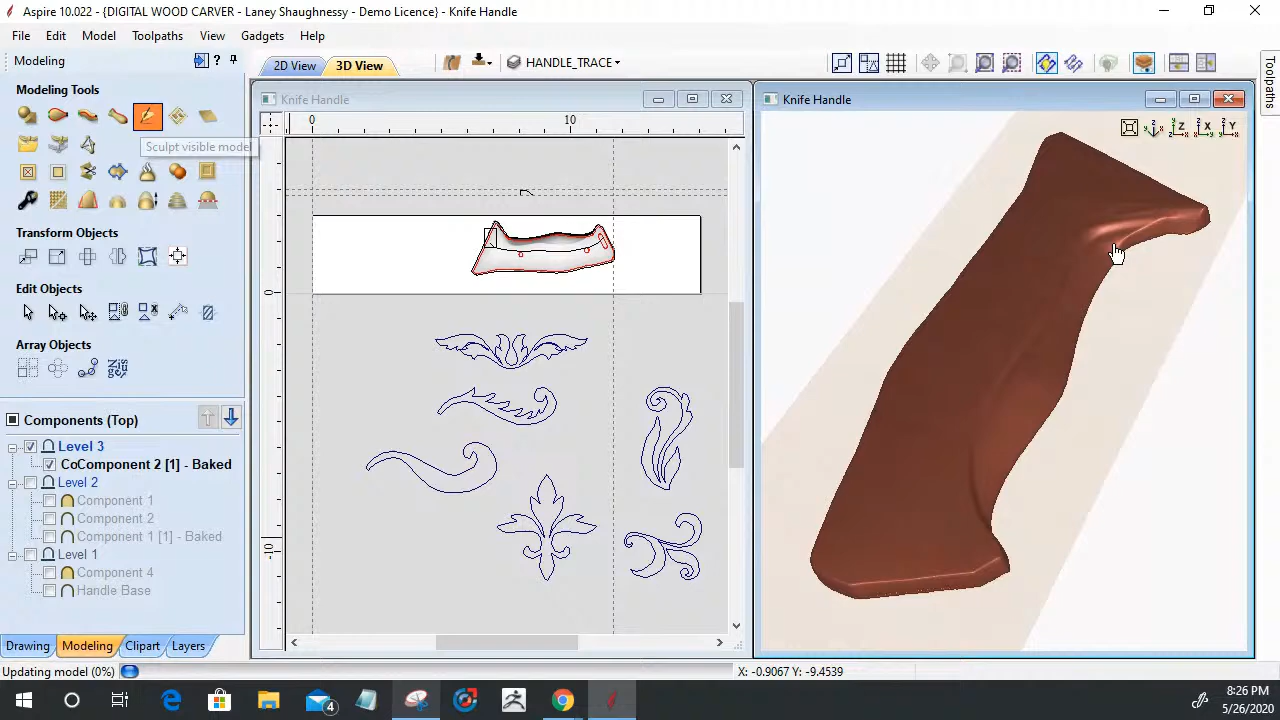 Aspire 10.022 - {DIGITAL WOOD CARVER - Laney Shaughnessy - Demo Licence} - Knife Handle
File Edit Model Toolpaths View Gadgets Help
Modeling ?
2D View 3D View HANDLE_TRACE
Modeling Tools
Sculpt visible model
Transform Objects
Edit Objects
Array Objects
Components (Top)
Level 3
CoComponent 2 [1] - Baked
Level 2
Component 1
Component 2
Component 1 [1] - Baked
Level 1
Component 4
Handle Base
Drawing Modeling Clipart Layers
Knife Handle
0 10
0
-10
Knife Handle
Z X Y
Toolpaths
Updating model (0%) X: -0.9067 Y: -9.4539
4
8:26 PM
5/26/2020